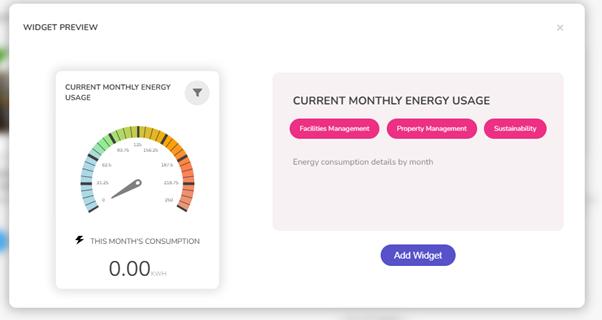 WIDGET PREVIEW
×
CURRENT MONTHLY ENERGY
USAGE
0
31.25
62.5
93.75
125
156.25
187.5
218.75
250
THIS MONTH'S CONSUMPTION
0.00KWH
CURRENT MONTHLY ENERGY USAGE
Facilities Management
Property Management
Sustainability
Energy consumption details by month
Add Widget